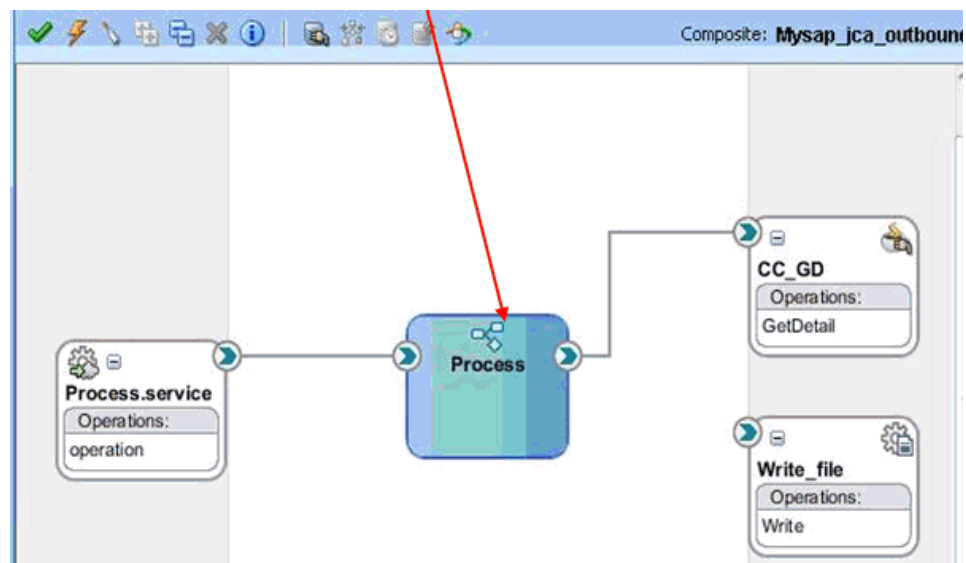 Composite: Mysap_jca_outbound
CC_GD
Operations:
GetDetail
Process
Process.service
Operations:
operation
Write_file
Operations:
Write